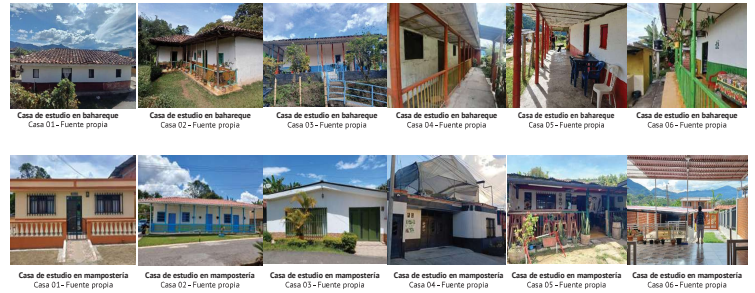 Casa de estudio en bahareque
Casa 01 – Fuente propia
Casa de estudio en bahareque
Casa 02 – Fuente propia
Casa de estudio en bahareque
Casa 03 – Fuente propia
Casa de estudio en bahareque
Casa 04 – Fuente propia
Casa de estudio en bahareque
Casa 05 – Fuente propia
Casa de estudio en bahareque
Casa 06 – Fuente propia
Casa de estudio en mampostería
Casa 01– Fuente propia
Casa de estudio en mampostería
Casa 02 – Fuente propia
Casa de estudio en mampostería
Casa 03 – Fuente propia
Casa de estudio en mampostería
Casa 04 – Fuente propia
Casa de estudio en mampostería
Casa 05 – Fuente propia
Casa de estudio en mampostería
Casa 06 – Fuente propia